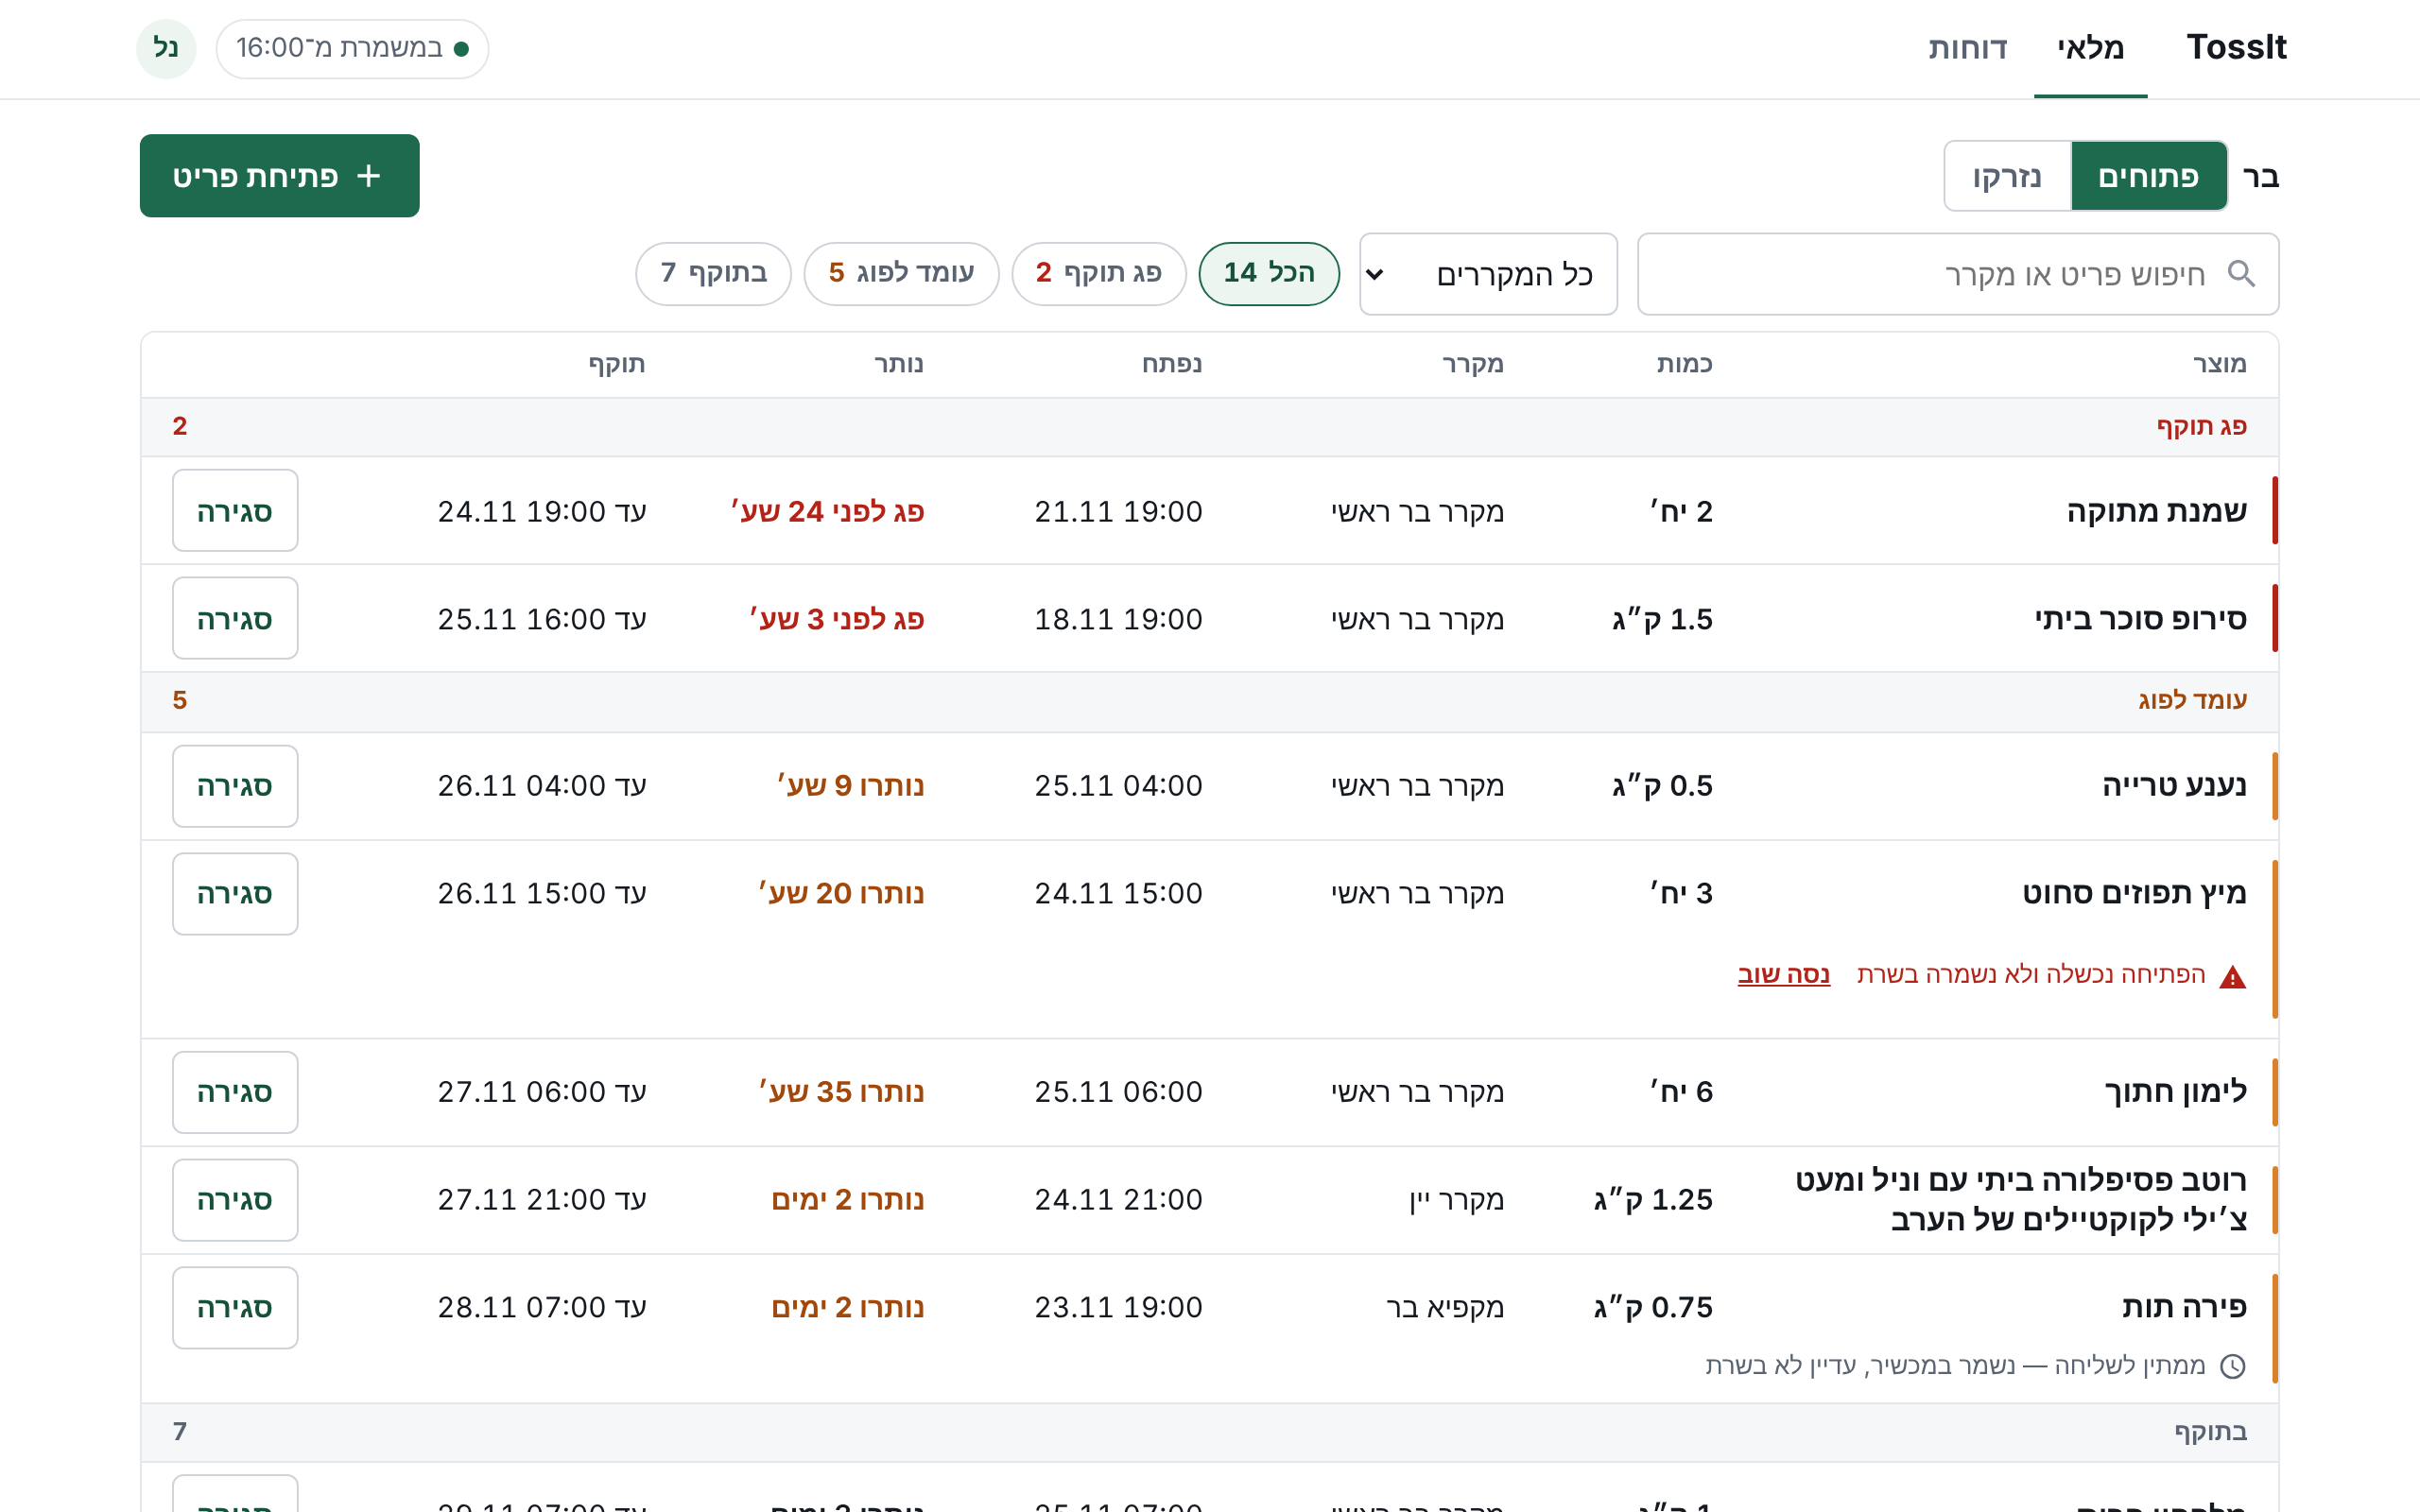 TossIt מלאי דוחות במשמרת מ־16:00 נל
בר פתוחים נזרקו + פתיחת פריט
חיפוש פריט או מקרר כל המקררים הכל 14 פג תוקף 2 עומד לפוג 5 בתוקף 7
מוצר כמות מקרר נפתח נותר תוקף
פג תוקף 2
שמנת מתוקה 2 יח׳ מקרר בר ראשי 21.11 19:00 פג לפני 24 שע׳ עד 24.11 19:00 סגירה
סירופ סוכר ביתי 1.5 ק״ג מקרר בר ראשי 18.11 19:00 פג לפני 3 שע׳ עד 25.11 16:00 סגירה
עומד לפוג 5
נענע טרייה 0.5 ק״ג מקרר בר ראשי 25.11 04:00 נותרו 9 שע׳ עד 26.11 04:00 סגירה
מיץ תפוזים סחוט 3 יח׳ מקרר בר ראשי 24.11 15:00 נותרו 20 שע׳ עד 26.11 15:00 סגירה
הפתיחה נכשלה ולא נשמרה בשרת נסה שוב
לימון חתוך 6 יח׳ מקרר בר ראשי 25.11 06:00 נותרו 35 שע׳ עד 27.11 06:00 סגירה
רוטב פסיפלורה ביתי עם וניל ומעט
צ׳ילי לקוקטיילים של הערב 1.25 ק״ג מקרר יין 24.11 21:00 נותרו 2 ימים עד 27.11 21:00 סגירה
פירה תות 0.75 ק״ג מקפיא בר 23.11 19:00 נותרו 2 ימים עד 28.11 07:00 סגירה
ממתין לשליחה — נשמר במכשיר, עדיין לא בשרת
בתוקף 7